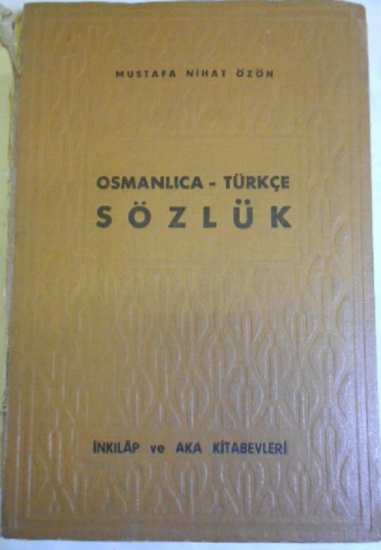 MUSTAFA NİHAT ÖZÖN
OSMANLICA - TÜRKÇE
SÖZLÜK
İNKILÂP ve AKA KİTABEVLERİ